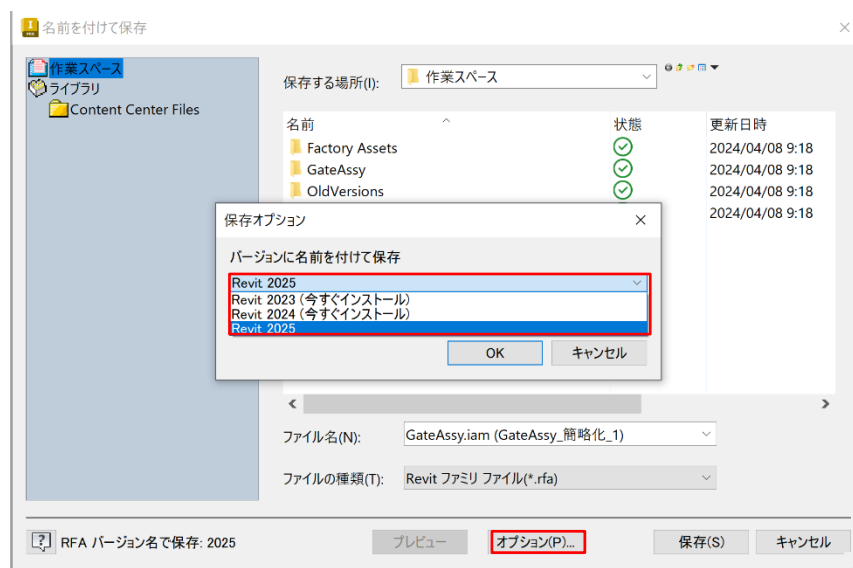 名前を付けて保存
作業スペース
ライブラリ
Content Center Files
保存する場所(I):
作業スペース
名前
状態
更新日時
Factory Assets
2024/04/08 9:18
GateAssy
2024/04/08 9:18
OldVersions
2024/04/08 9:18
2024/04/08 9:18
保存オプション
バージョンに名前を付けて保存
Revit 2025
Revit 2023 (今すぐインストール)
Revit 2024 (今すぐインストール)
Revit 2025
OK
キャンセル
ファイル名(N):
GateAssy.iam (GateAssy_簡略化_1)
ファイルの種類(T):
Revit ファミリ ファイル(*.rfa)
RFA バージョン名で保存: 2025
プレビュー
オプション(P)...
保存(S)
キャンセル